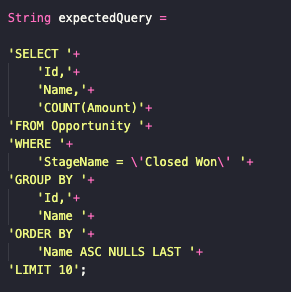 String expectedQuery =
'SELECT '+
'Id,'+
'Name,'+
'COUNT(Amount)'+
'FROM Opportunity '+
'WHERE '+
'StageName = \'Closed Won\' '+
'GROUP BY '+
'Id,'+
'Name '+
'ORDER BY '+
'Name ASC NULLS LAST '+
'LIMIT 10';